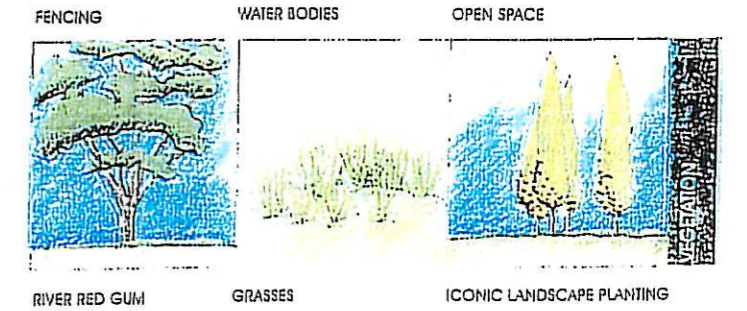 FENCING WATER BODIES OPEN SPACE
VEGETATION
RIVER RED GUM GRASSES ICONIC LANDSCAPE PLANTING